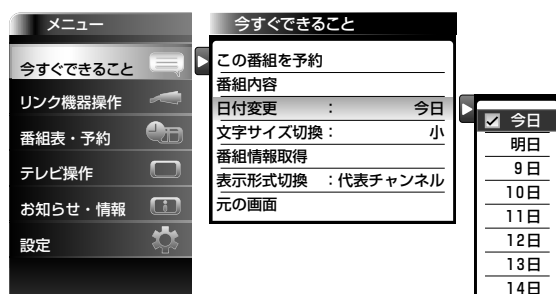 メニュー
今すぐできること
リンク機器操作
番組表・予約
テレビ操作
お知らせ・情報
設定
今すぐできること
この番組を予約
番組内容
日付変更　：　今日
文字サイズ切換：　小
番組情報取得
表示形式切換　：代表チャンネル
元の画面
今日
明日
9日
10日
11日
12日
13日
14日